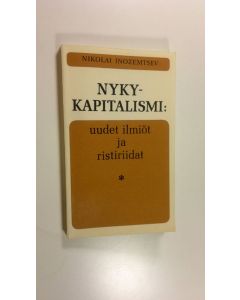 NIKOLAI INOZEMTSEV
NYKY-
KAPITALISMI:
uudet ilmiöt
ja
ristiriidat
*